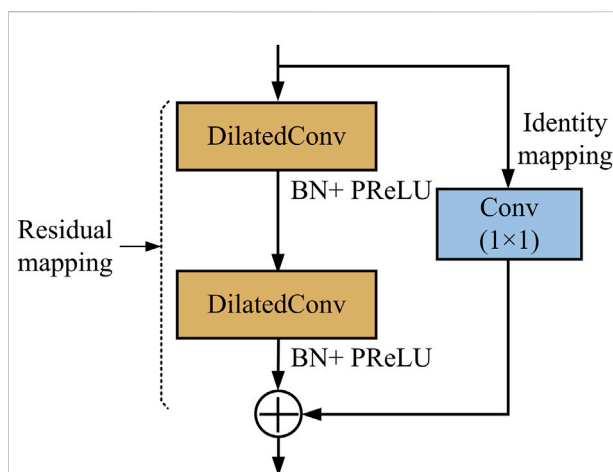 DilatedConv
Identity
mapping
BN+ PReLU
Conv
(1×1)
Residual
mapping
DilatedConv
BN+ PReLU